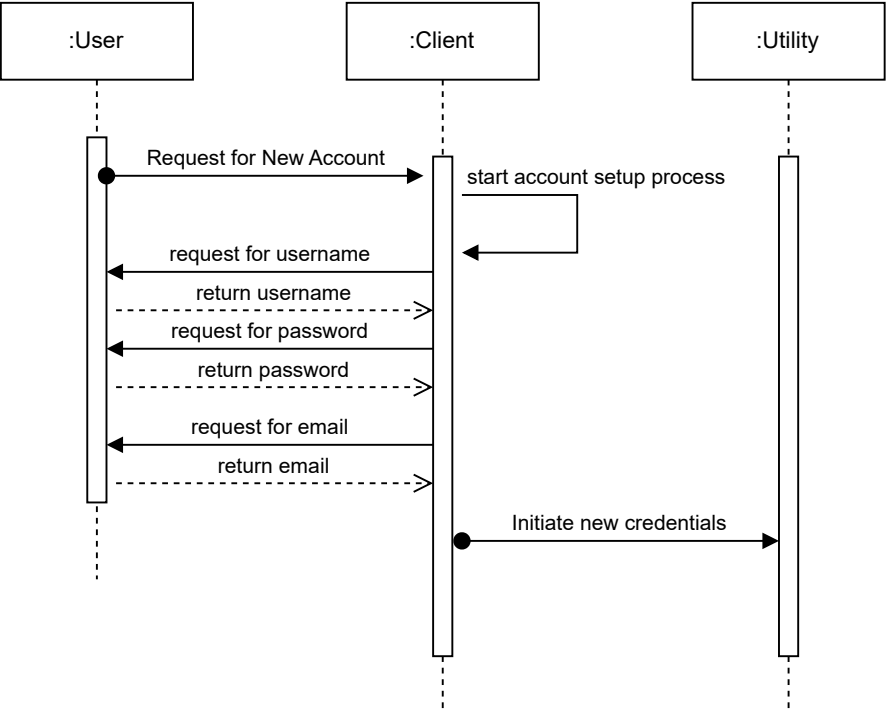 :User
:Client
:Utility
Request for New Account
start account setup process
request for username
return username
request for password
return password
request for email
return email
Initiate new credentials